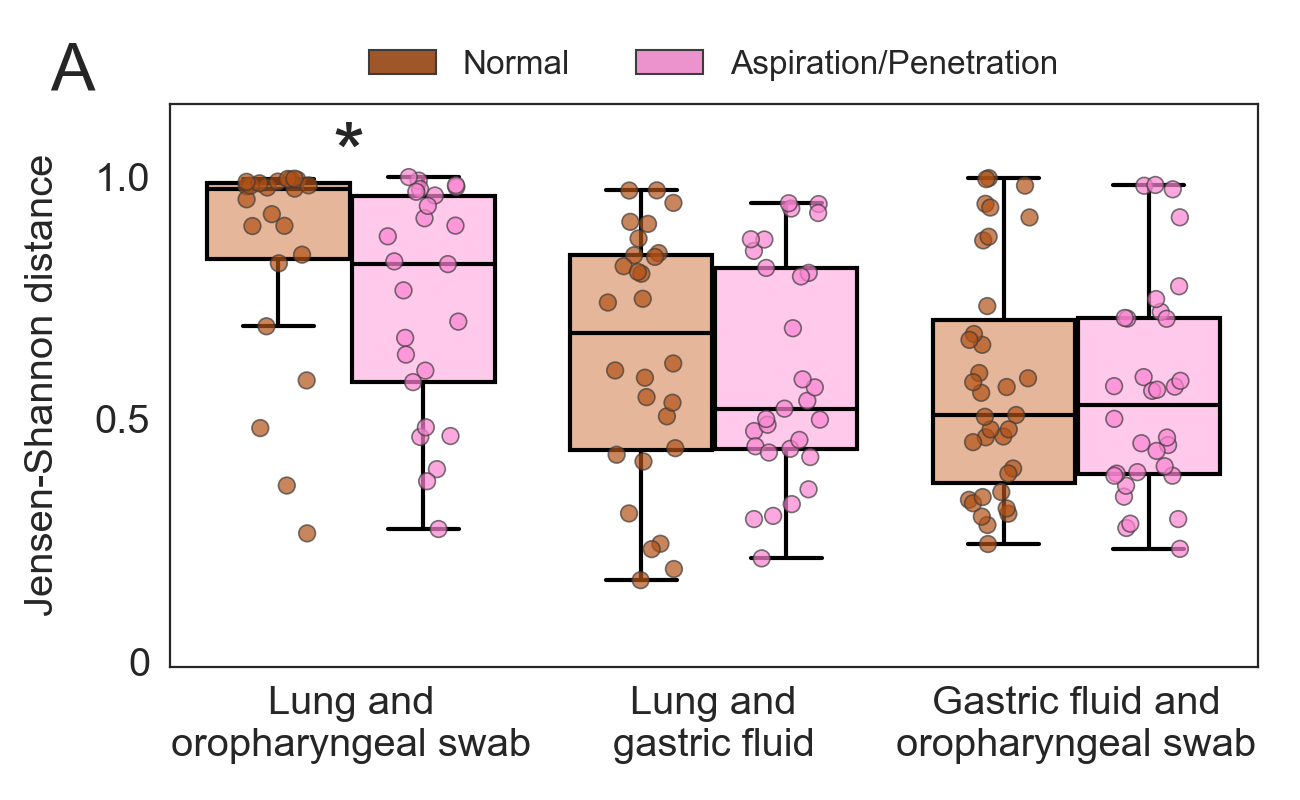 A
Normal
Aspiration/Penetration
*
Jensen-Shannon distance
1.0
0.5
0
Lung and
oropharyngeal swab
Lung and
gastric fluid
Gastric fluid and
oropharyngeal swab